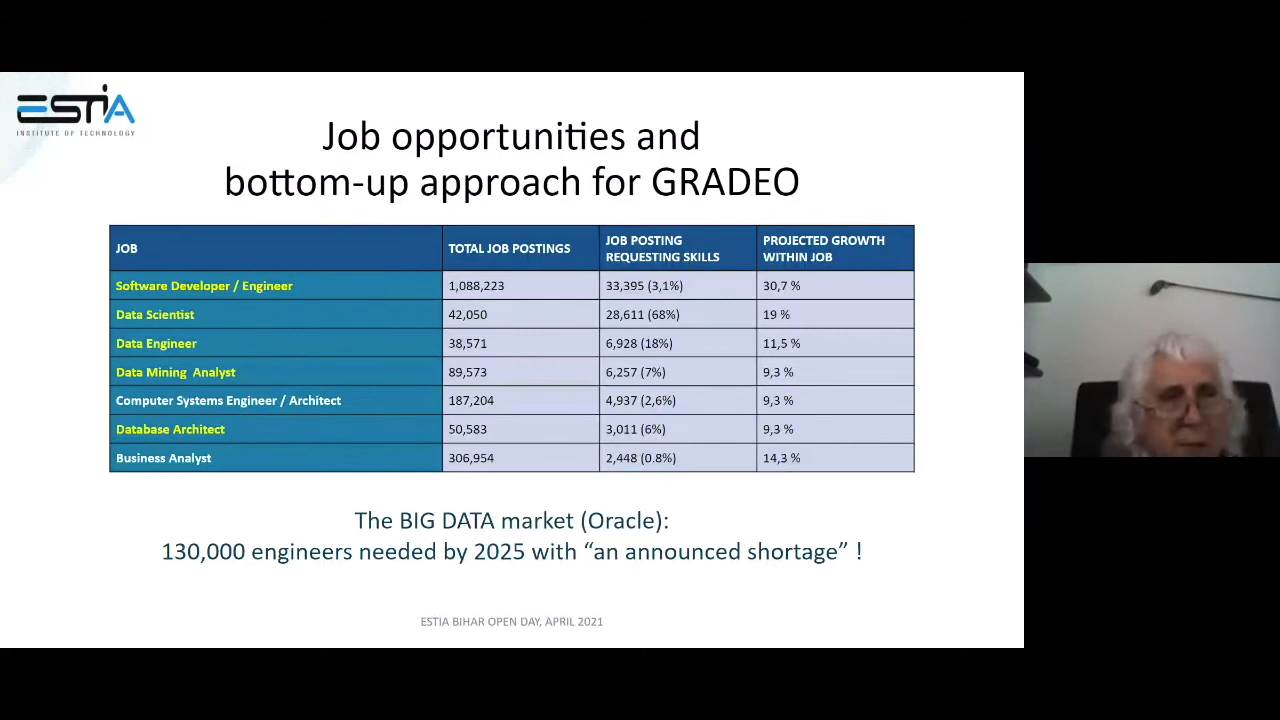 ESTIA
INSTITUTE OF TECHNOLOGY
Job opportunities and
bottom-up approach for GRADEO
JOB TOTAL JOB POSTINGS JOB POSTING REQUESTING SKILLS PROJECTED GROWTH WITHIN JOB
Software Developer / Engineer 1,088,223 33,395 (3,1%) 30,7 %
Data Scientist 42,050 28,611 (68%) 19 %
Data Engineer 38,571 6,928 (18%) 11,5 %
Data Mining Analyst 89,573 6,257 (7%) 9,3 %
Computer Systems Engineer / Architect 187,204 4,937 (2,6%) 9,3 %
Database Architect 50,583 3,011 (6%) 9,3 %
Business Analyst 306,954 2,448 (0.8%) 14,3 %
The BIG DATA market (Oracle):
130,000 engineers needed by 2025 with “an announced shortage” !
ESTIA BIHAR OPEN DAY, APRIL 2021